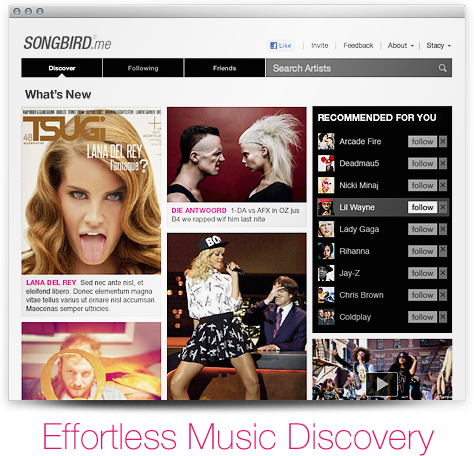 SONGBIRD.me
Like
Invite
Feedback
About
Stacy
Discover
Following
Friends
Search Artists
What's New
TSUGI
48
LANA DEL REY
l'arnaque?
LANA DEL REY Sed nec ante nisl, et
eleifend libero. Donec elementum magna
vitae tellus varius ut ornare nisl accumsan.
Maecenas semper ultricies.
DIE ANTWOORD 1-DA vs AFX in OZ jus
B4 we rapped wif him last nite
BOY
RECOMMENDED FOR YOU
Arcade Fire follow
Deadmau5 follow
Nicki Minaj follow
Lil Wayne follow
Lady Gaga follow
Rihanna follow
Jay-Z follow
Chris Brown follow
Coldplay follow
Effortless Music Discovery